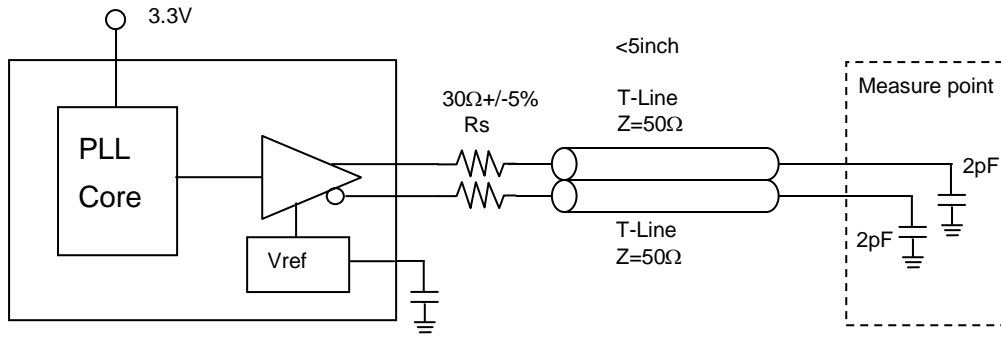 3.3V
<5inch
Measure point
30Ω+/-5%
Rs
T-Line
Z=50Ω
PLL
Core
2pF
2pF
Vref
T-Line
Z=50Ω